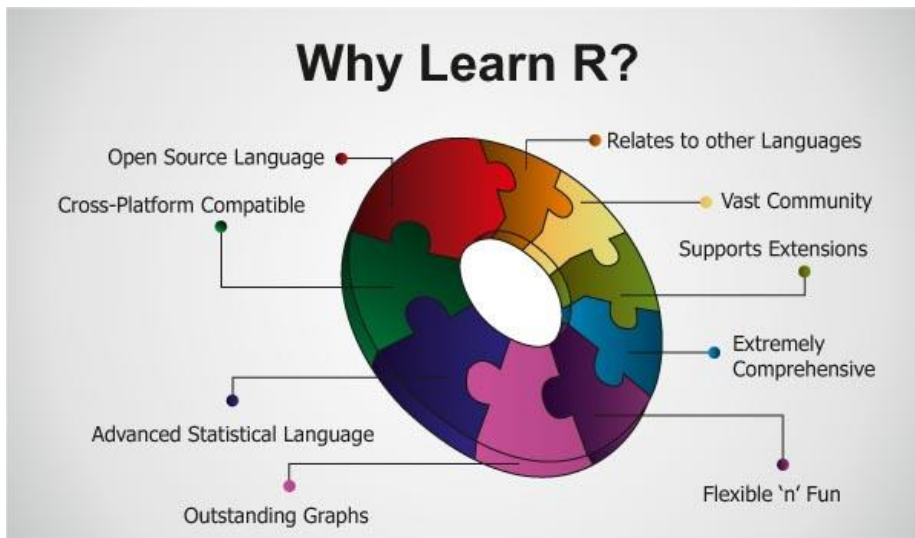 Why Learn R?
Open Source Language
Relates to other Languages
Cross-Platform Compatible
Vast Community
Supports Extensions
Extremely
Comprehensive
Advanced Statistical Language
Flexible ‘n’ Fun
Outstanding Graphs